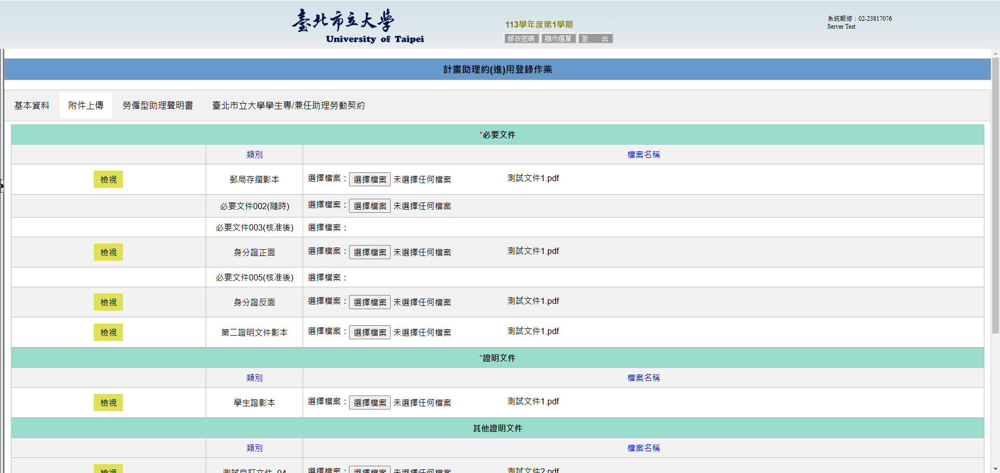 臺北市立大學
University of Taipei
113學年度第1學期
修改密碼 顯示選單 登 出
系統報修：02-23817076
Server Test
計畫助理約(進)用登錄作業
基本資料 附件上傳 勞僱型助理聲明書 臺北市立大學學生專/兼任助理勞動契約
*必要文件
類別 檔案名稱
檢視 郵局存摺影本 選擇檔案： 選擇檔案 未選擇任何檔案 測試文件1.pdf
必要文件002(隨時) 選擇檔案： 選擇檔案 未選擇任何檔案
必要文件003(核准後) 選擇檔案：
檢視 身分證正面 選擇檔案： 選擇檔案 未選擇任何檔案 測試文件1.pdf
必要文件005(核准後) 選擇檔案：
檢視 身分證反面 選擇檔案： 選擇檔案 未選擇任何檔案 測試文件1.pdf
檢視 第二證明文件影本 選擇檔案： 選擇檔案 未選擇任何檔案 測試文件1.pdf
*證明文件
類別 檔案名稱
檢視 學生證影本 選擇檔案： 選擇檔案 未選擇任何檔案 測試文件1.pdf
其他證明文件
類別 檔案名稱
檢視 測試自訂文件_04 選擇檔案： 選擇檔案 未選擇任何檔案 測試文件2.pdf